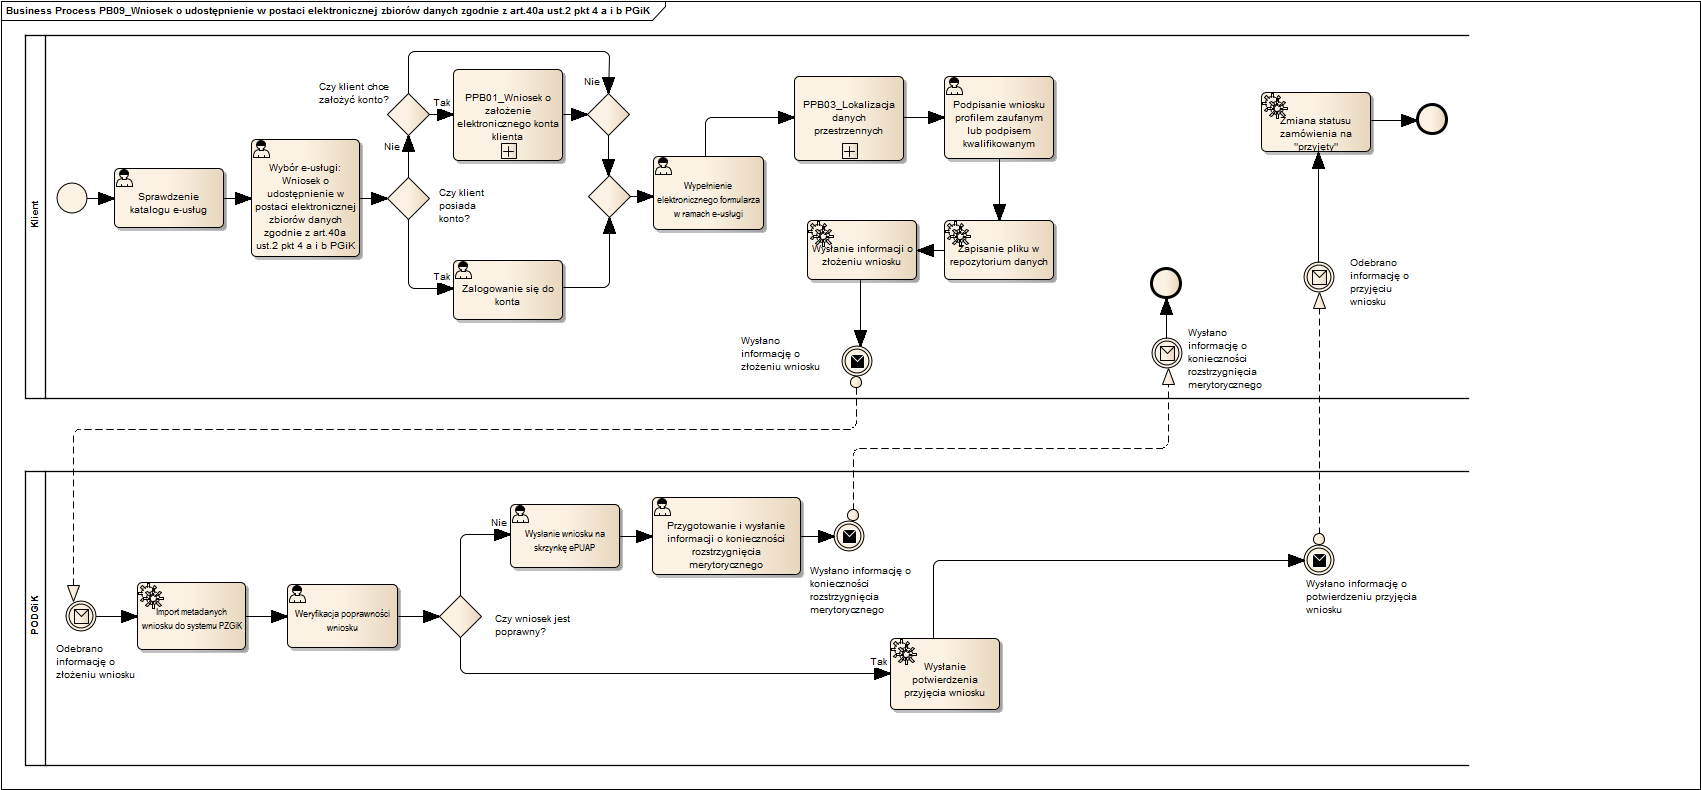 Business Process PB09_Wniosek o udostępnienie w postaci elektronicznej zbiorów danych zgodnie z art.40a ust.2 pkt 4 a i b PGiK
Klient
Sprawdzenie
katalogu e-usług
Wybór e-usługi:
Wniosek o
udostępnienie w
postaci elektronicznej
zbiorów danych
zgodnie z art.40a
ust.2 pkt 4 a i b PGiK
Czy klient chce
założyć konto?
Nie
Tak
Czy klient
posiada
konto?
Tak
PPB01_Wniosek o
założenie
elektronicznego konta
klienta
Nie
Zalogowanie się do
konta
Wypełnienie
elektronicznego formularza
w ramach e-usługi
PPB03_Lokalizacja
danych
przestrzennych
Podpisanie wniosku
profilem zaufanym
lub podpisem
kwalifikowanym
Zapisanie pliku w
repozytorium danych
Wysłanie informacji o
złożeniu wniosku
Wysłano
informację o
złożeniu wniosku
Wysłano
informację o
konieczności
rozstrzygnięcia
merytorycznego
Zmiana statusu
zamówienia na
"przyjęty"
Odebrano
informację o
przyjęciu
wniosku
PODGiK
Odebrano
informację o
złożeniu wniosku
Import metadanych
wniosku do systemu PZGiK
Weryfikacja poprawności
wniosku
Czy wniosek jest
poprawny?
Nie
Wysłanie wniosku na
skrzynkę ePUAP
Przygotowanie i wysłanie
informacji o konieczności
rozstrzygnięcia
merytorycznego
Wysłano informację o
konieczności
rozstrzygnięcia
merytorycznego
Tak
Wysłanie
potwierdzenia
przyjęcia wniosku
Wysłano informację o
potwierdzeniu przyjęcia
wniosku